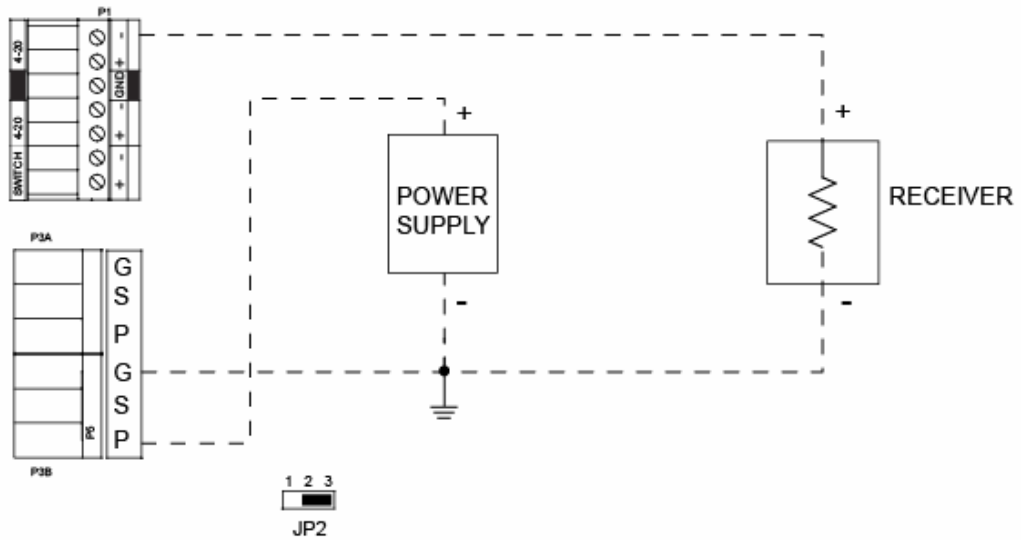 P1
4-20
-
+
GND
4-20
-
+
SWITCH
-
+
+
POWER
SUPPLY
-
+
RECEIVER
-
P3A
G
S
P
G
S
P
P5
P3B
1 2 3
JP2